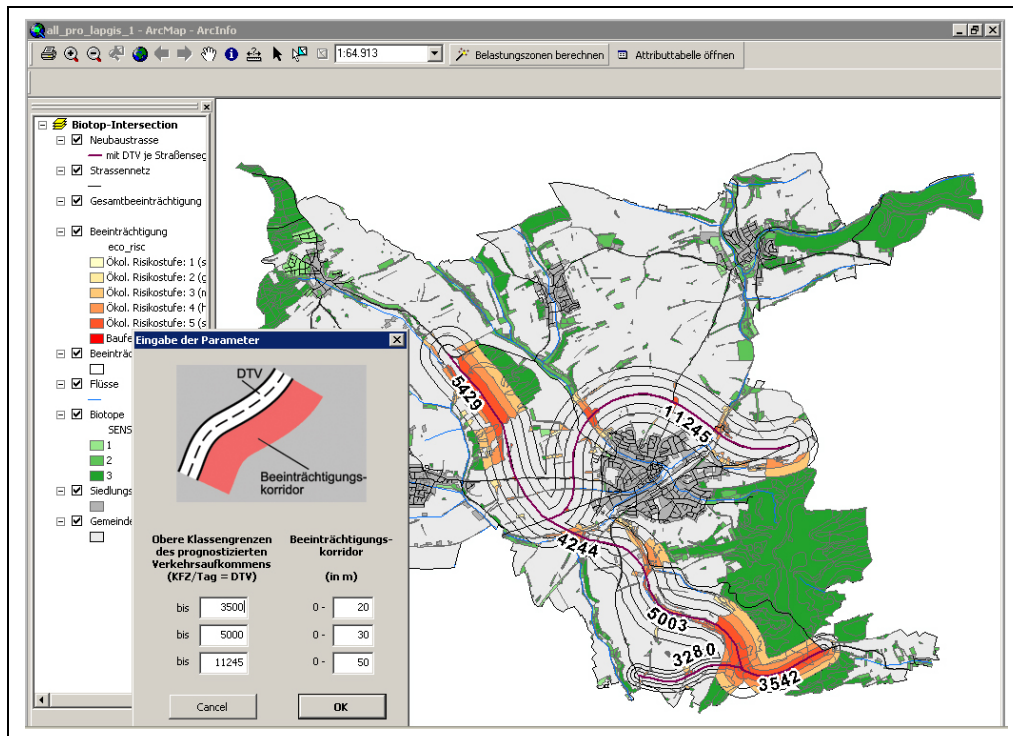 all_pro_lapgis_1 - ArcMap - ArcInfo
1:64.913
Belastungszonen berechnen
Attributtabelle öffnen
Biotop-Intersection
Neubaustrasse
mit DTV je Straßenseg
Strassennetz
Gesamtbeeinträchtigung
Beeinträchtigung
eco_risc
Ökol. Risikostufe: 1 (s
Ökol. Risikostufe: 2 (g
Ökol. Risikostufe: 3 (m
Ökol. Risikostufe: 4 (h
Ökol. Risikostufe: 5 (s
Baufe
Beeinträc
Flüsse
Biotope
SENS
1
2
3
Siedlungs
Gemeinde
Eingabe der Parameter
DTV
Beeinträchtigungs-
korridor
Obere Klassengrenzen
des prognostizierten
Verkehrsaufkommens
(KFZ/Tag = DTV)
Beeinträchtigungs-
korridor
(in m)
bis 3500 0 - 20
bis 5000 0 - 30
bis 11245 0 - 50
Cancel
OK
5429
11245
4244
5003
3280
3542